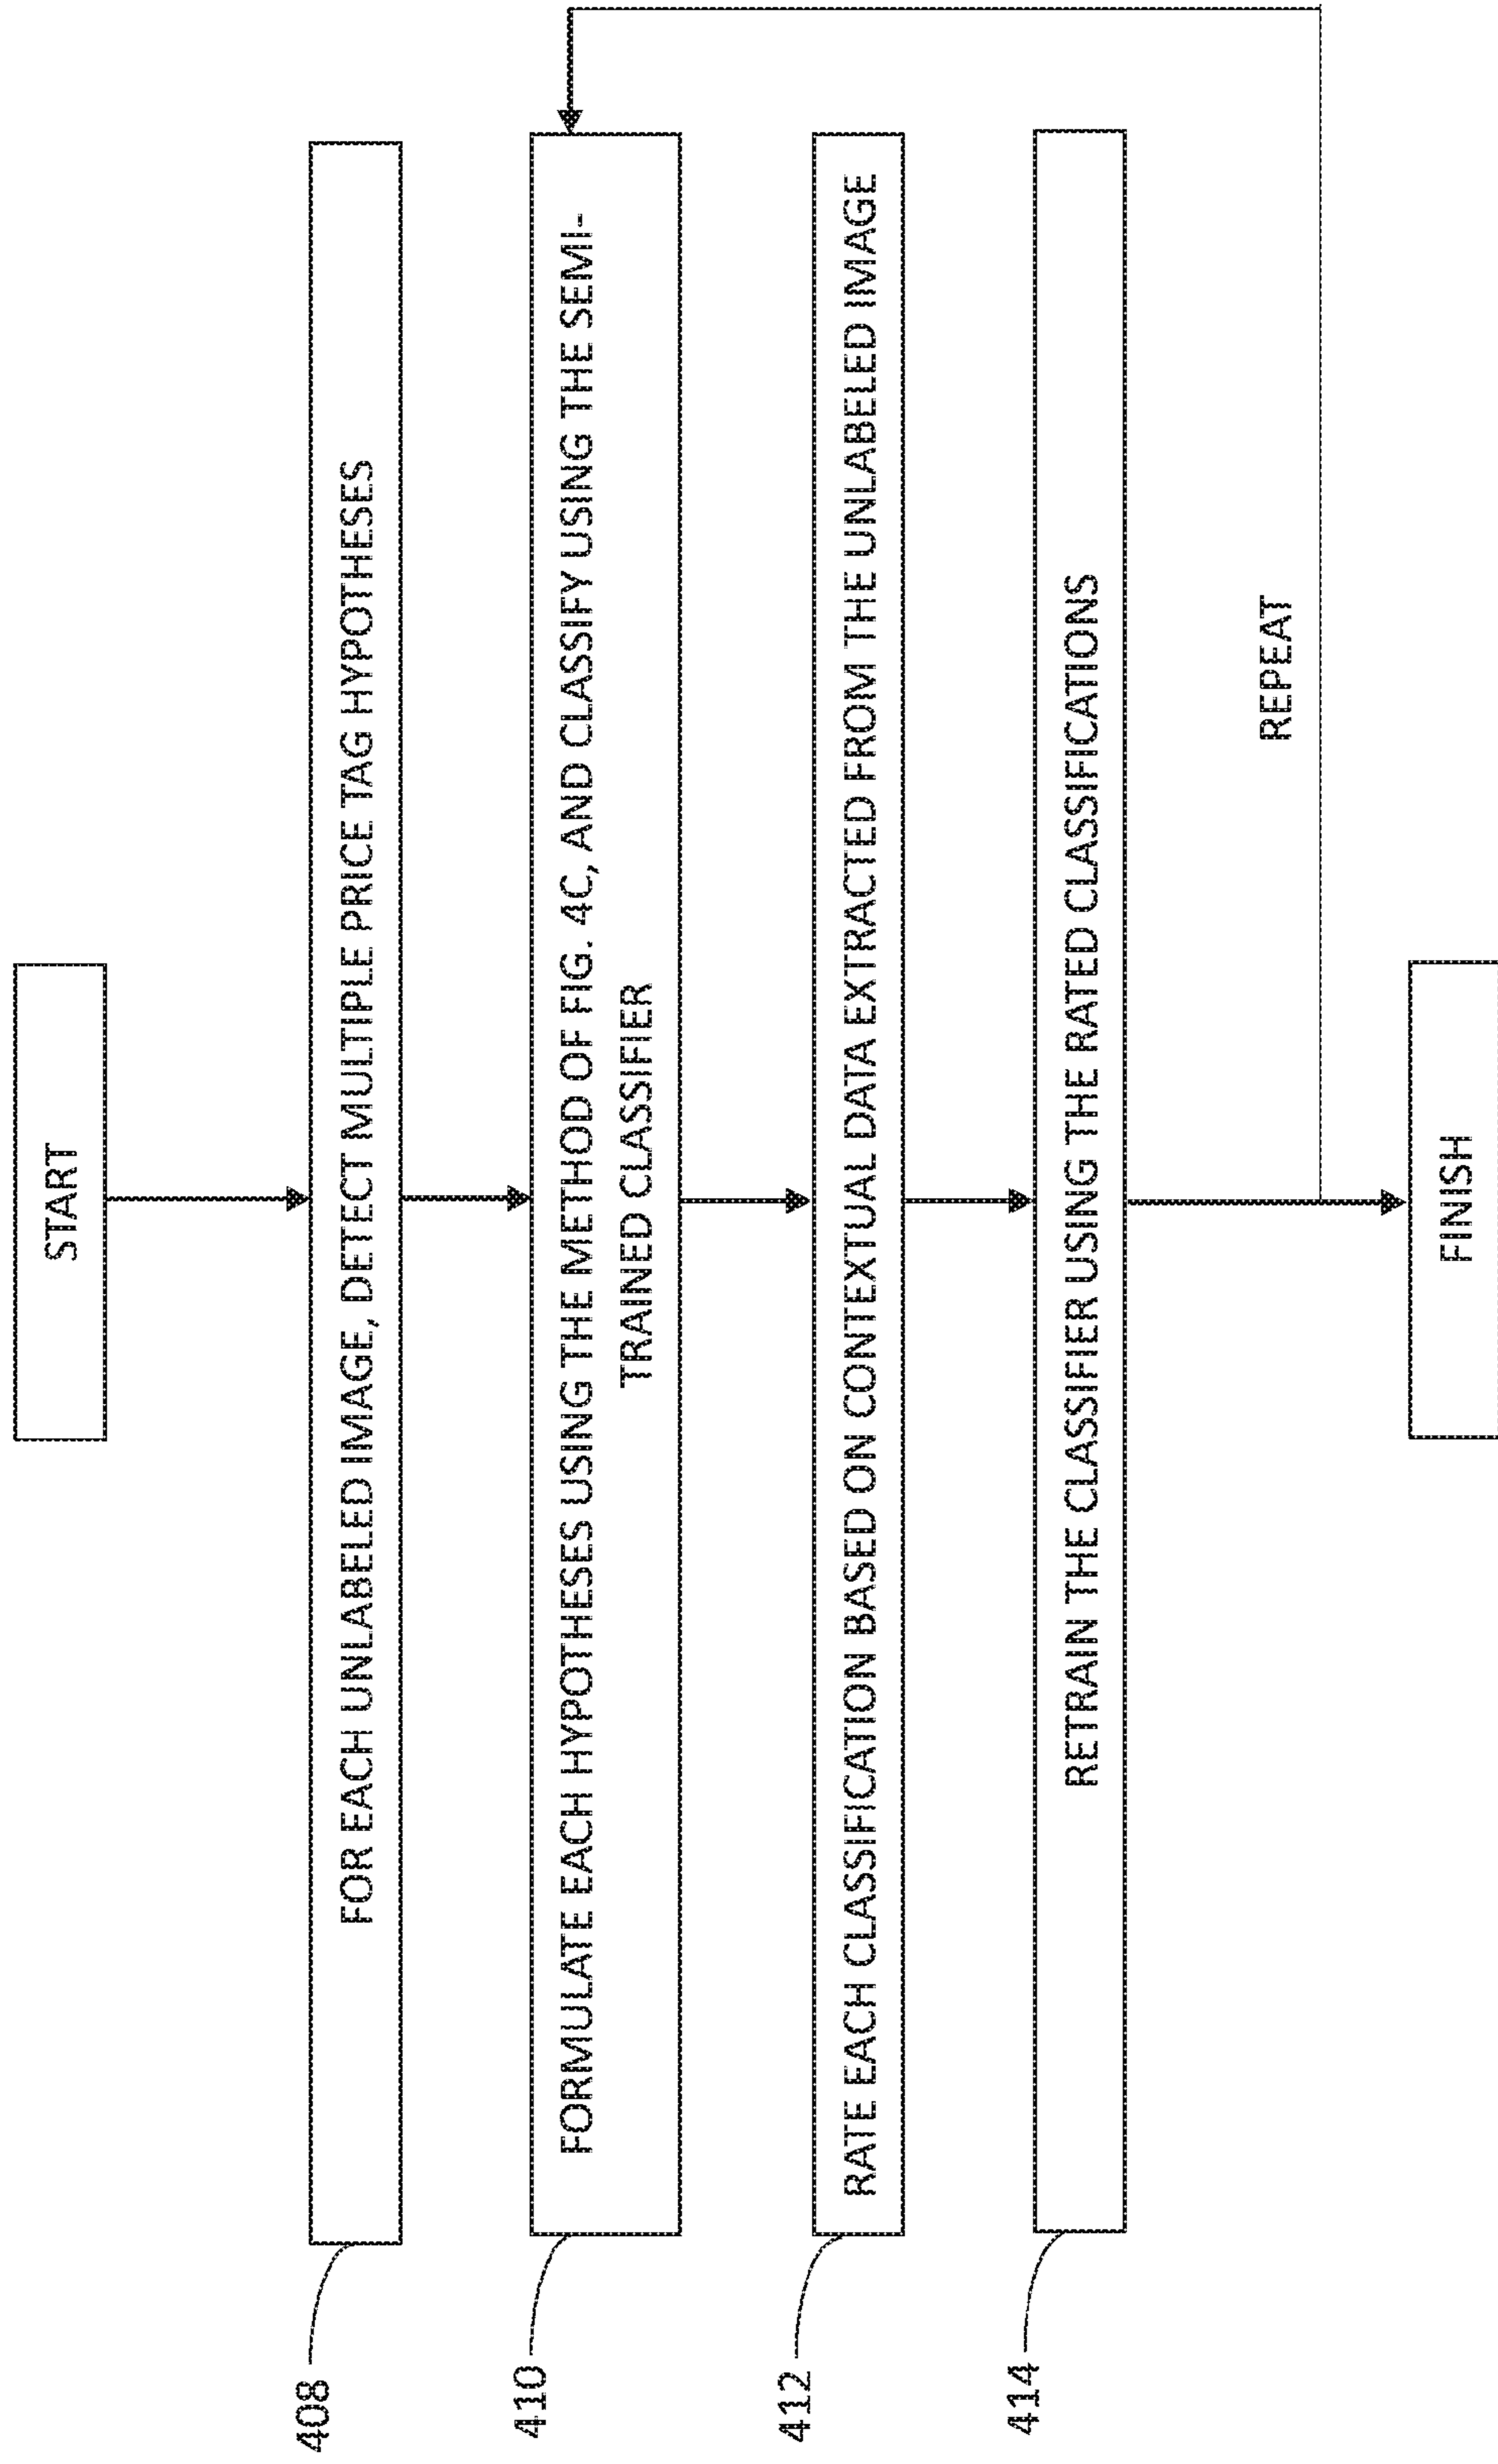 START
408
FOR EACH UNLABELED IMAGE, DETECT MULTIPLE PRICE TAG HYPOTHESES
410
FORMULATE EACH HYPOTHESES USING THE METHOD OF FIG. 4C, AND CLASSIFY USING THE SEMI-
TRAINED CLASSIFIER
412
RATE EACH CLASSIFICATION BASED ON CONTEXTUAL DATA EXTRACTED FROM THE UNLABELED IMAGE
414
RETRAIN THE CLASSIFIER USING THE RATED CLASSIFICATIONS
REPEAT
FINISH